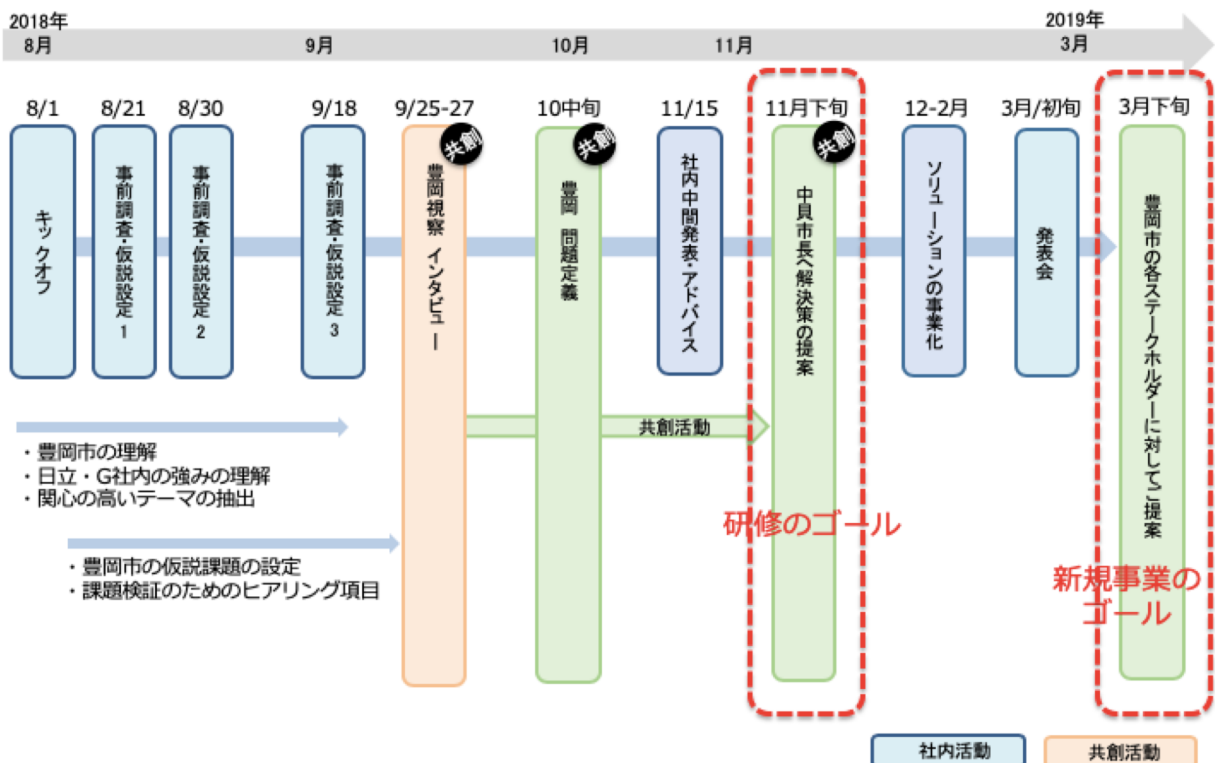 2018年
2019年
8月
9月
10月
11月
3月
8/1
8/21
8/30
9/18
9/25-27
10中旬
11/15
11月下旬
12-2月
3月/初旬
3月下旬
キックオフ
事前調査・仮説設定 1
事前調査・仮説設定 2
事前調査・仮説設定 3
共創
豊岡視察 インタビュー
共創
豊岡 問題定義
社内中間発表・アドバイス
共創
中貝市長へ解決策の提案
ソリューションの事業化
発表会
豊岡市の各ステークホルダーに対してご提案
共創活動
・豊岡市の理解
・日立・G社内の強みの理解
・関心の高いテーマの抽出
・豊岡市の仮説課題の設定
・課題検証のためのヒアリング項目
研修のゴール
新規事業の
ゴール
社内活動
共創活動